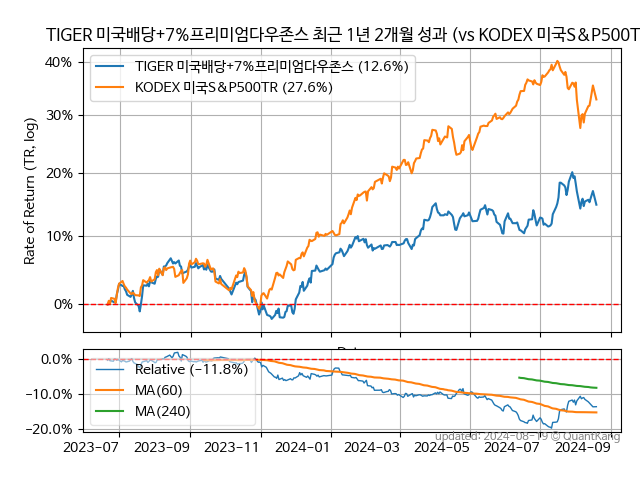 TIGER 미국배당+7%프리미엄다우존스 최근 1년 2개월 성과 (vs KODEX 미국S&P500T
TIGER 미국배당+7%프리미엄다우존스 (12.6%)
KODEX 미국S&P500TR (27.6%)
Rate of Return (TR, log)
40%
30%
20%
10%
0%
0.0%
−10.0%
−20.0%
Relative (−11.8%)
MA(60)
MA(240)
2023−07 2023−09 2023−11 2024−01 2024−03 2024−05 2024−07 2024−09
updated: 2024−08−19 © QuantKang